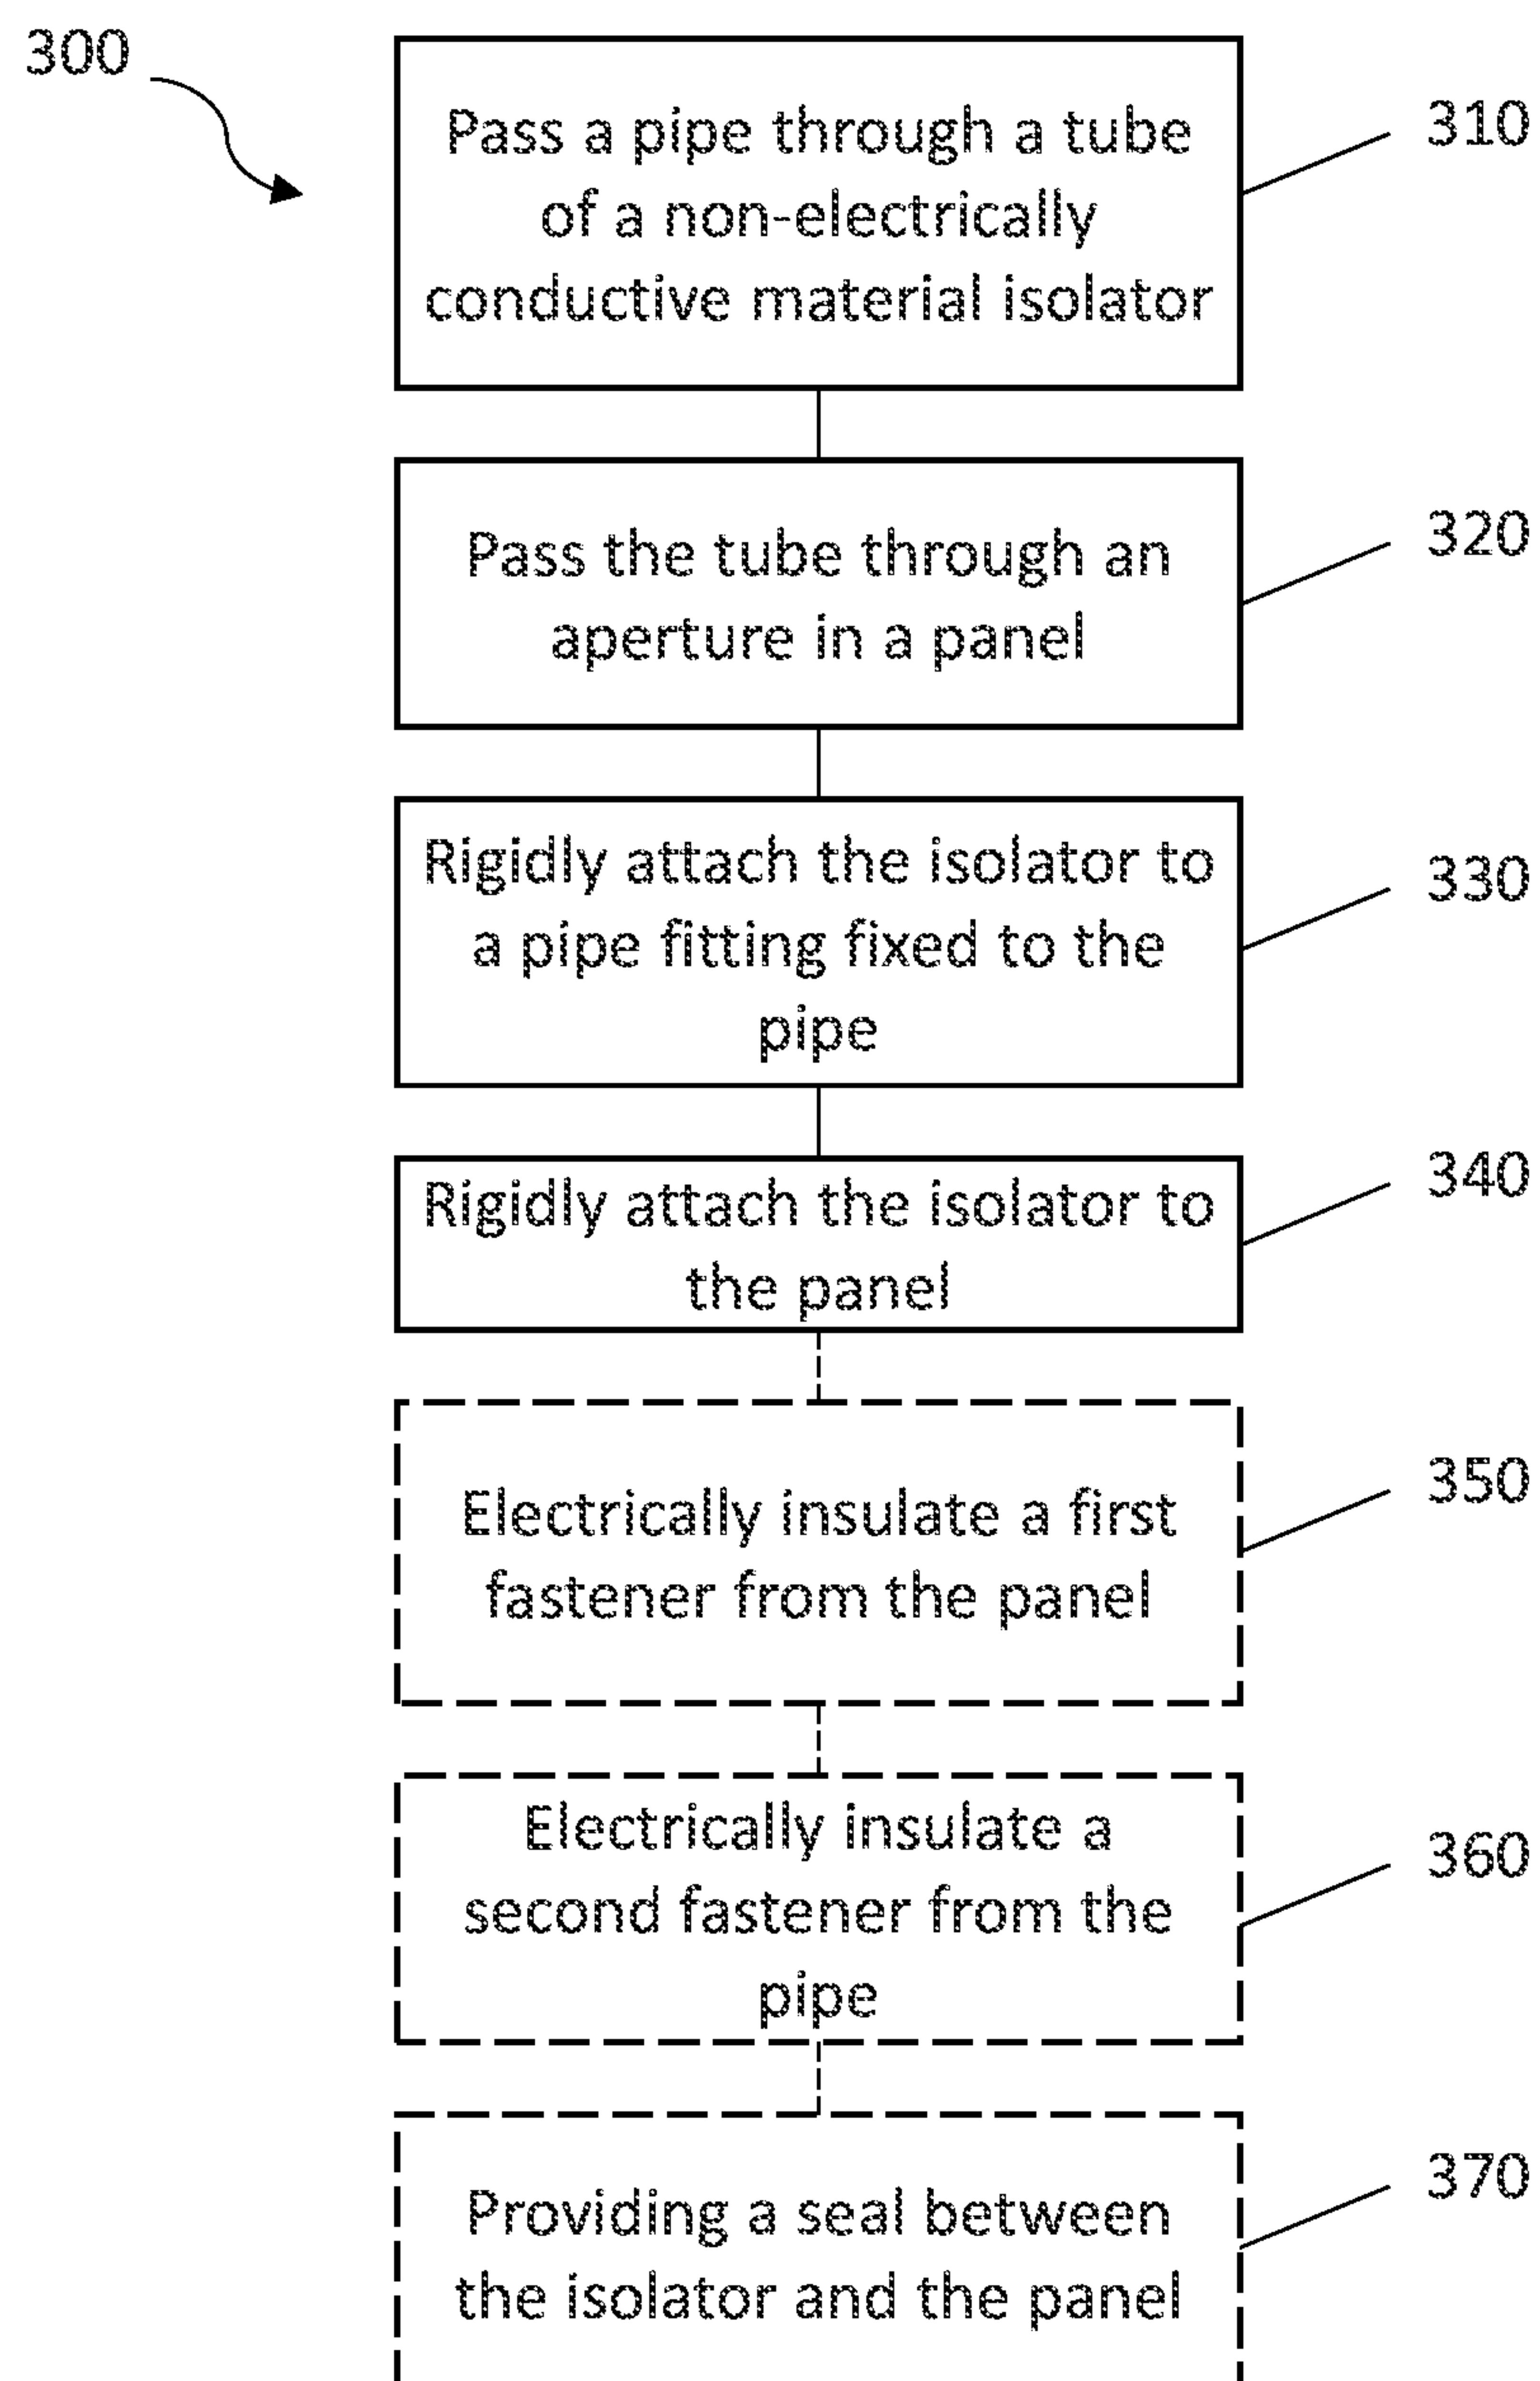 300
Pass a pipe through a tube
of a non-electrically
conductive material isolator
310
Pass the tube through an
aperture in a panel
320
Rigidly attach the isolator to
a pipe fitting fixed to the
pipe
330
Rigidly attach the isolator to
the panel
340
Electrically insulate a first
fastener from the panel
350
Electrically insulate a
second fastener from the
pipe
360
Providing a seal between
the isolator and the panel
370